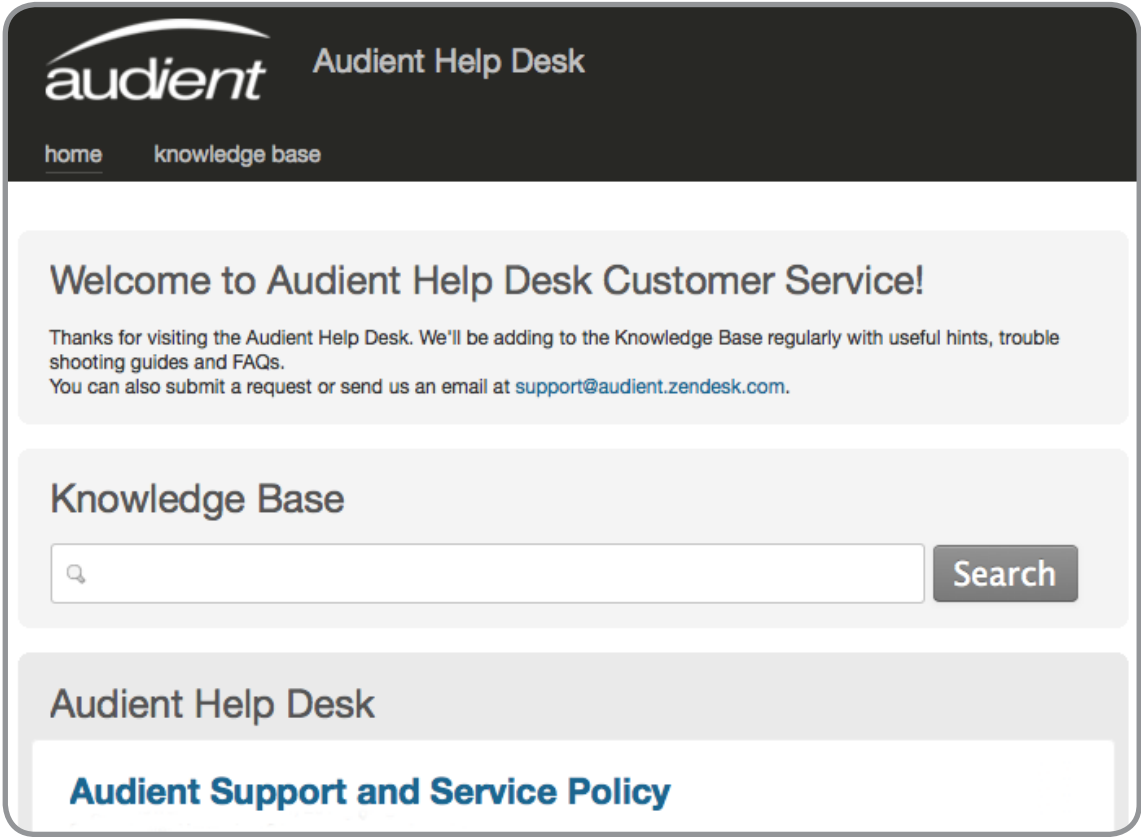 audient
Audient Help Desk
home knowledge base
Welcome to Audient Help Desk Customer Service!
Thanks for visiting the Audient Help Desk. We'll be adding to the Knowledge Base regularly with useful hints, trouble
shooting guides and FAQs.
You can also submit a request or send us an email at support@audient.zendesk.com.
Knowledge Base
Search
Audient Help Desk
Audient Support and Service Policy